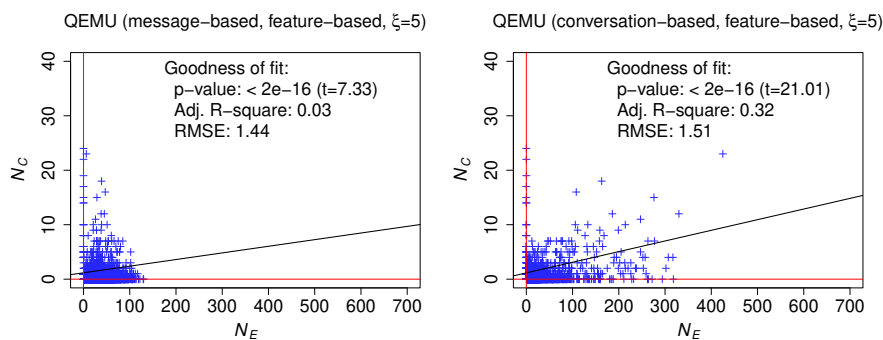 QEMU (message-based, feature-based, ξ=5)
Goodness of fit:
p-value: < 2e-16 (t=7.33)
Adj. R-square: 0.03
RMSE: 1.44
N_C
40
30
20
10
0
0 100 200 300 400 500 600 700
N_E
QEMU (conversation-based, feature-based, ξ=5)
Goodness of fit:
p-value: < 2e-16 (t=21.01)
Adj. R-square: 0.32
RMSE: 1.51
N_C
40
30
20
10
0
0 100 200 300 400 500 600 700
N_E